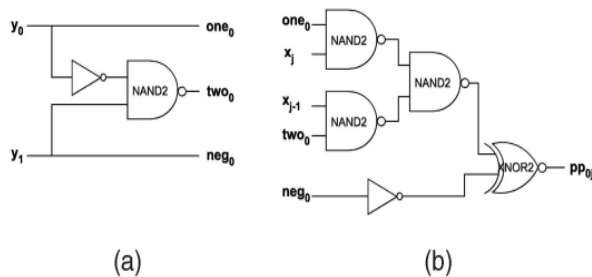 y0 one0
NAND2 two0
y1 neg0
(a)
one0
xj
NAND2
NAND2
xj-1
two0
NAND2
neg0
XNOR2 pp0j
(b)